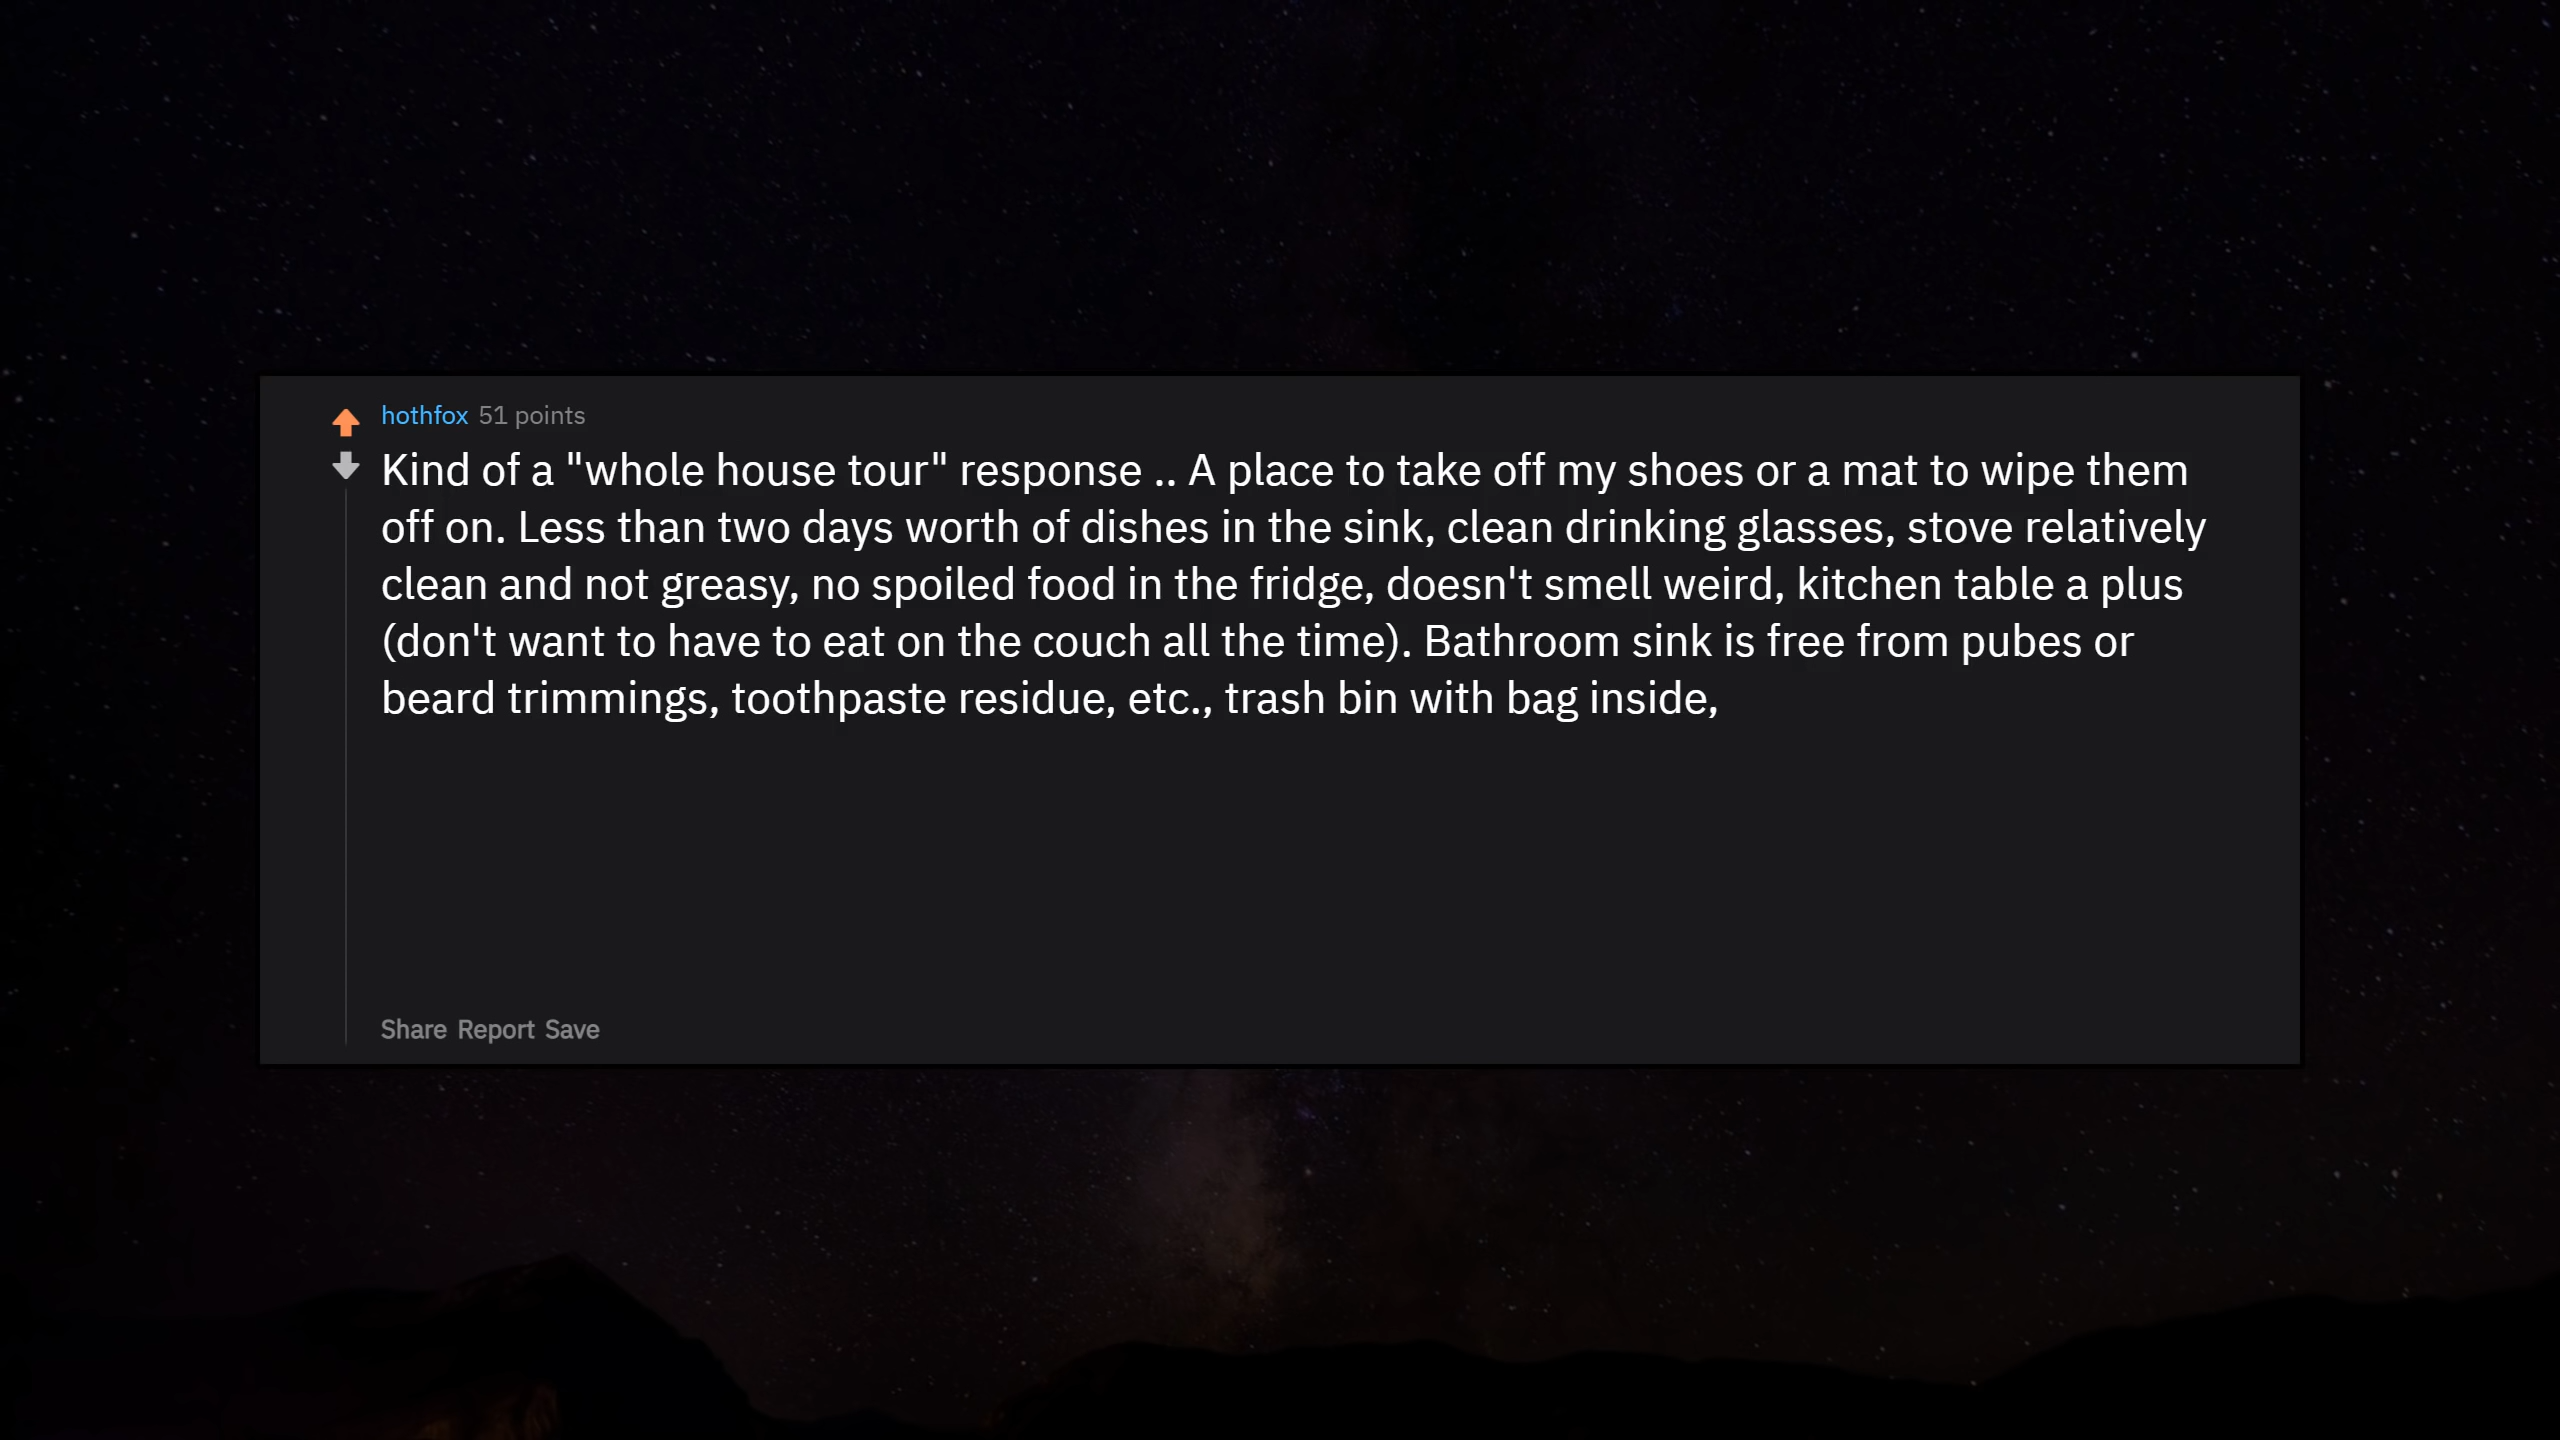 hothfox 51 points
Kind of a "whole house tour" response .. A place to take off my shoes or a mat to wipe them
off on. Less than two days worth of dishes in the sink, clean drinking glasses, stove relatively
clean and not greasy, no spoiled food in the fridge, doesn't smell weird, kitchen table a plus
(don't want to have to eat on the couch all the time). Bathroom sink is free from pubes or
beard trimmings, toothpaste residue, etc., trash bin with bag inside,
Share Report Save